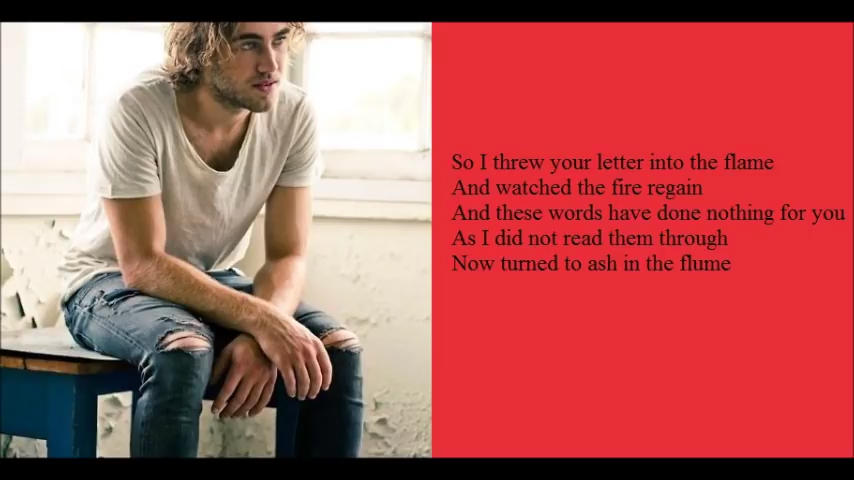 So I threw your letter into the flame
And watched the fire regain
And these words have done nothing for you
As I did not read them through
Now turned to ash in the flume